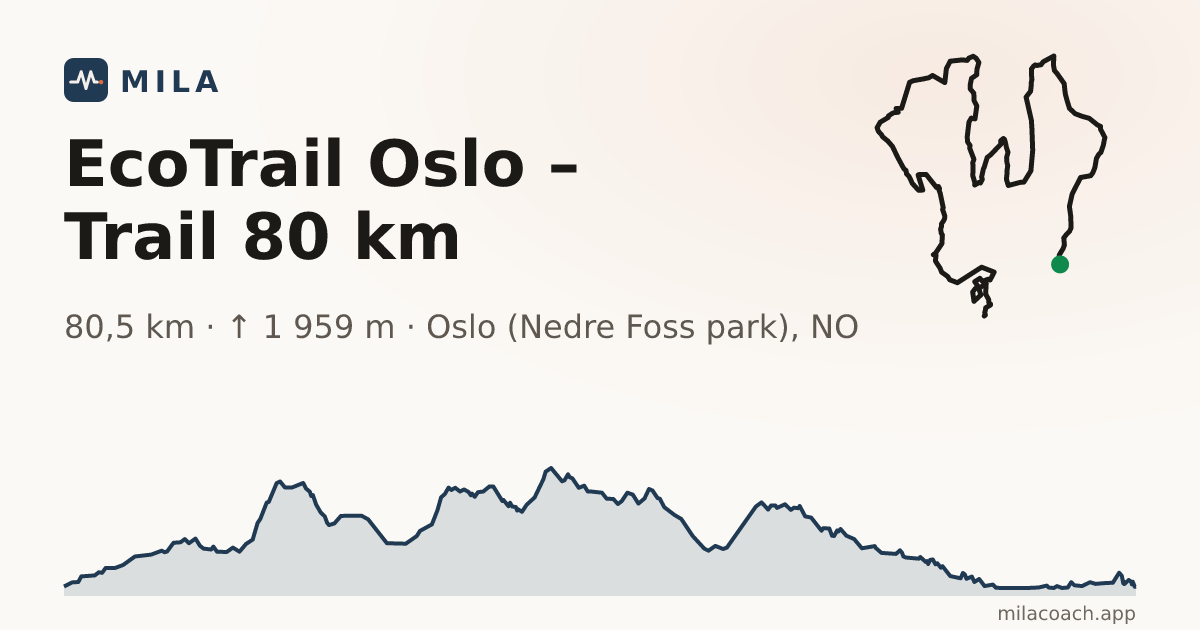 MILA
EcoTrail Oslo –
Trail 80 km
80,5 km · ↑ 1 959 m · Oslo (Nedre Foss park), NO
milacoach.app